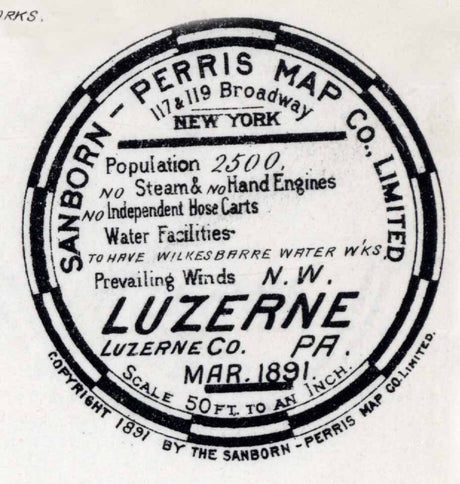 ORKS.
SANBORN - PERRIS MAP CO., LIMITED
117 & 119 Broadway
NEW YORK
Population 2500.
NO Steam & NO Hand Engines
NO Independent Hose Carts
Water Facilities-
TO HAVE WILKESBARRE WATER W'KS
Prevailing Winds N.W.
LUZERNE
LUZERNE CO. PA.
MAR. 1891.
SCALE 50 FT. TO AN INCH.
COPYRIGHT 1891 BY THE SANBORN - PERRIS MAP CO. LIMITED.